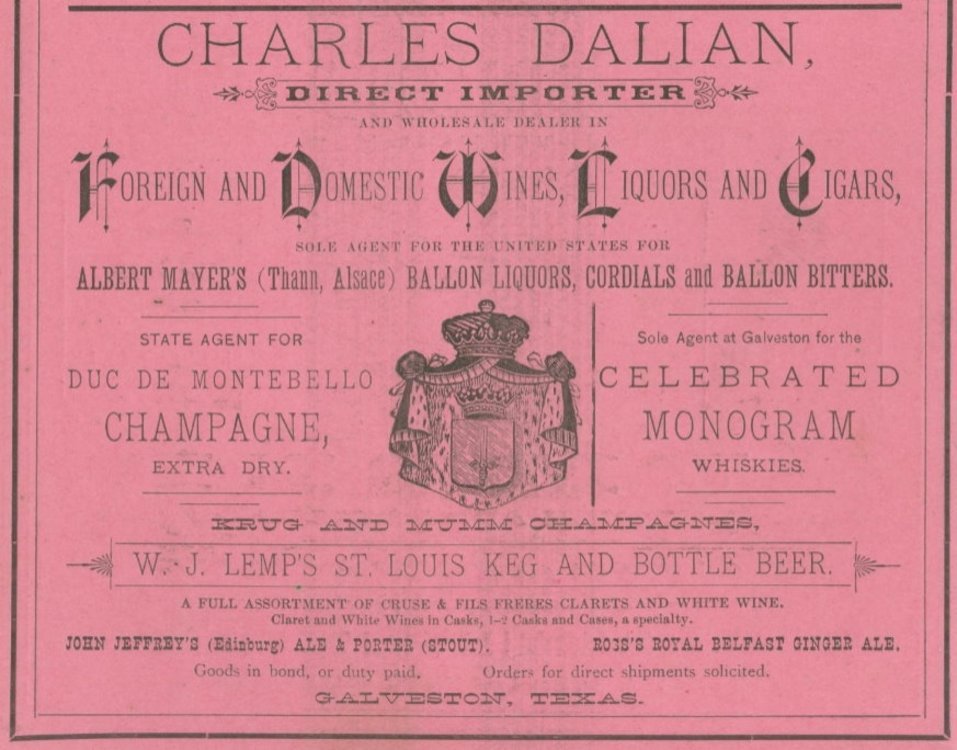 CHARLES DALIAN,
DIRECT IMPORTER
AND WHOLESALE DEALER IN
FOREIGN AND DOMESTIC WINES, LIQUORS AND CIGARS,
SOLE AGENT FOR THE UNITED STATES FOR
ALBERT MAYER'S (Thann, Alsace) BALLON LIQUORS, CORDIALS and BALLON BITTERS.
STATE AGENT FOR
DUC DE MONTEBELLO
CHAMPAGNE,
EXTRA DRY.
Sole Agent at Galveston for the
CELEBRATED
MONOGRAM
WHISKIES.
KRUG AND MUMM CHAMPAGNES,
W. J. LEMP'S ST. LOUIS KEG AND BOTTLE BEER.
A FULL ASSORTMENT OF CRUSE & FILS FRERES CLARETS AND WHITE WINE.
Claret and White Wines in Casks, 1-2 Casks and Cases, a specialty.
JOHN JEFFREY'S (Edinburg) ALE & PORTER (STOUT). ROSS'S ROYAL BELFAST GINGER ALE.
Goods in bond, or duty paid. Orders for direct shipments solicited.
GALVESTON, TEXAS.